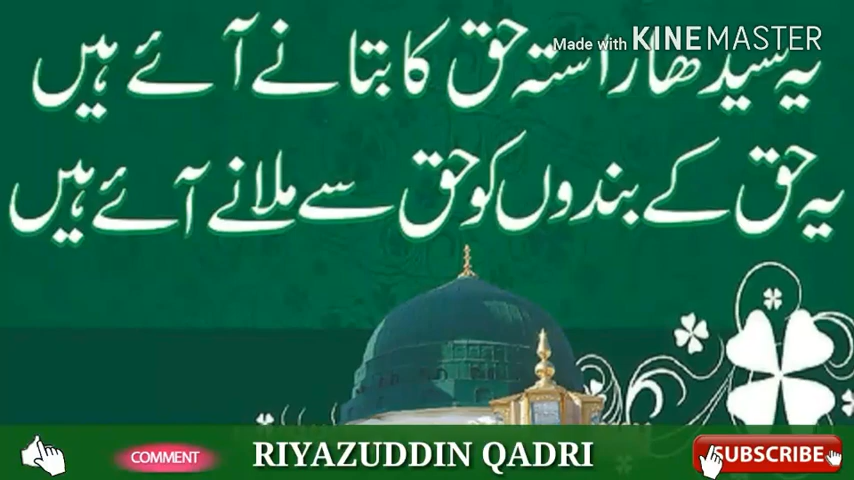 Made with KINEMASTER
یہ سیدھا راستہ حق کا بتانے آئے ہیں
یہ حق کے بندوں کو حق سے ملانے آئے ہیں
COMMENT RIYAZUDDIN QADRI SUBSCRIBE